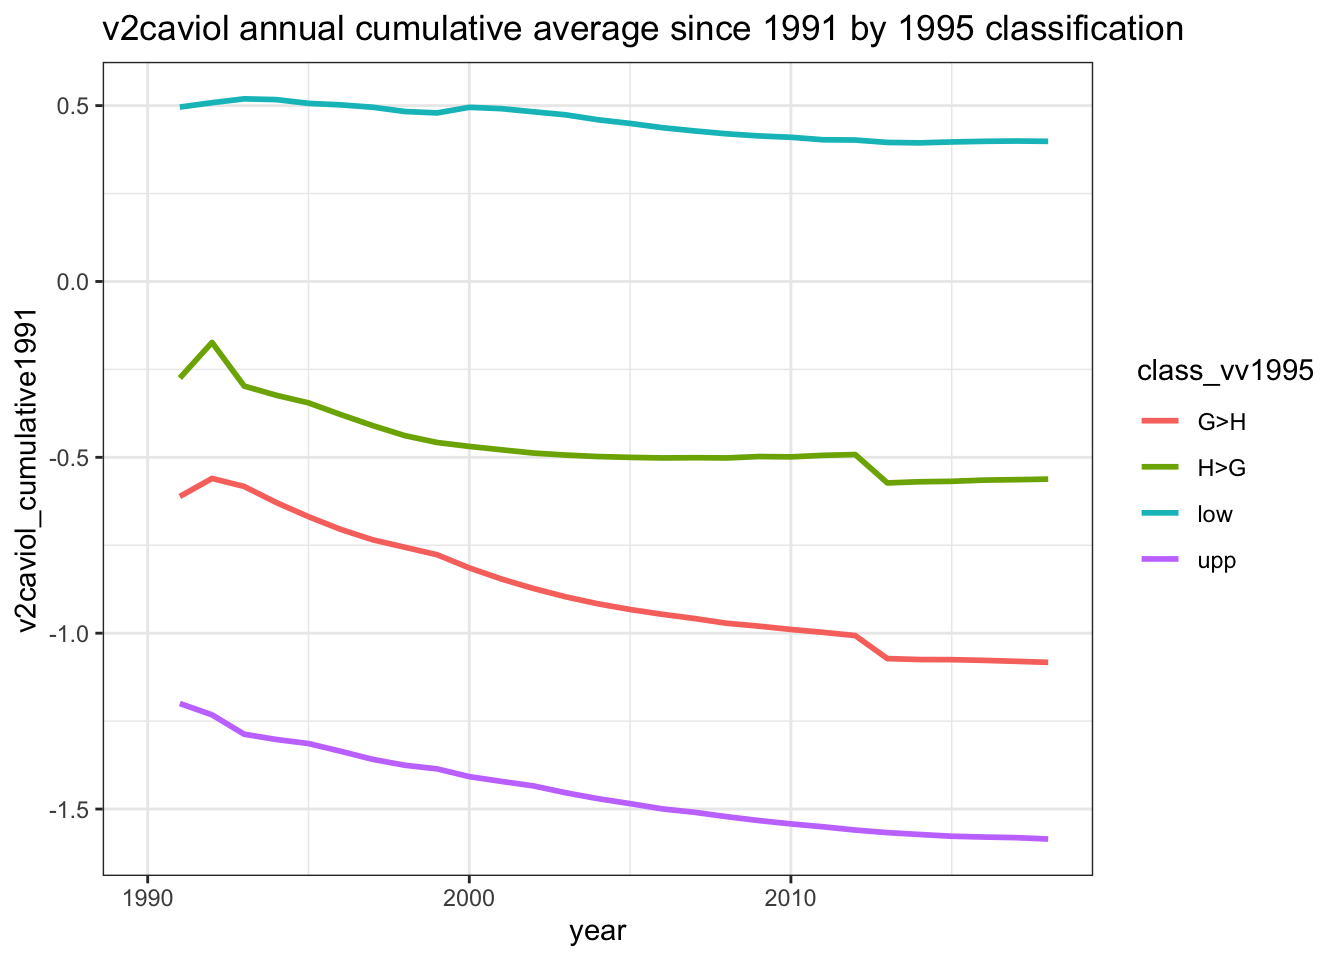 v2caviol annual cumulative average since 1991 by 1995 classification
v2caviol_cumulative1991
0.5
0.0
-0.5
-1.0
-1.5
1990
2000
2010
year
class_vv1995
G>H
H>G
low
upp